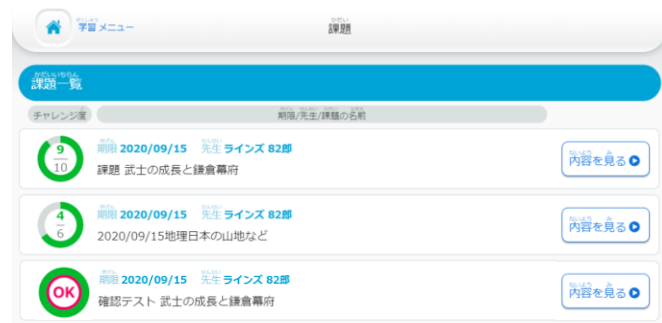 学習メニュー
課題
課題一覧
チャレンジ度 期限/先生/課題の名前
9
10
期限 2020/09/15 先生 ラインズ 82郎
課題 武士の成長と鎌倉幕府
内容を見る
4
6
期限 2020/09/15 先生 ラインズ 82郎
2020/09/15地理日本の山地など
内容を見る
OK
期限 2020/09/15 先生 ラインズ 82郎
確認テスト 武士の成長と鎌倉幕府
内容を見る